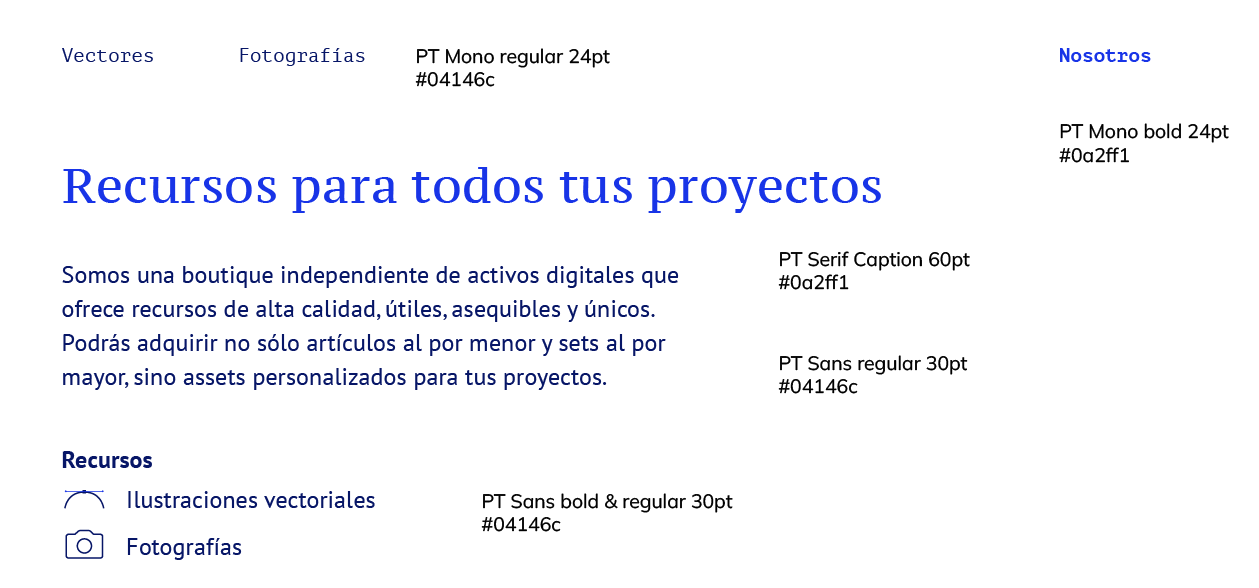 Vectores
Fotografías
PT Mono regular 24pt
#04146c
Nosotros
PT Mono bold 24pt
#0a2ff1
Recursos para todos tus proyectos
PT Serif Caption 60pt
#0a2ff1
Somos una boutique independiente de activos digitales que
ofrece recursos de alta calidad, útiles, asequibles y únicos.
Podrás adquirir no sólo artículos al por menor y sets al por
mayor, sino assets personalizados para tus proyectos.
PT Sans regular 30pt
#04146c
Recursos
Ilustraciones vectoriales
Fotografías
PT Sans bold & regular 30pt
#04146c